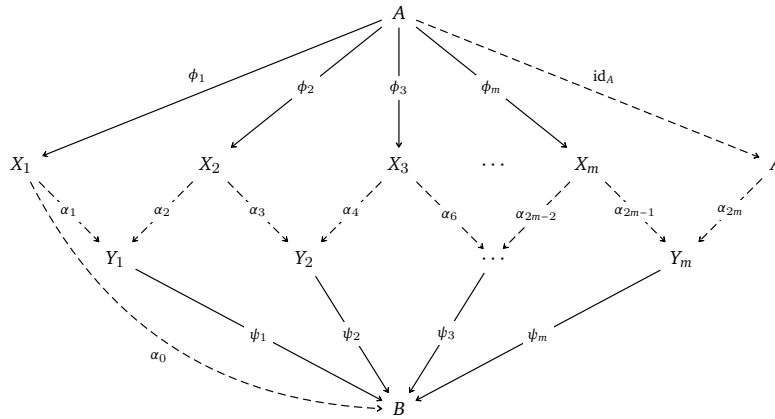 A
ϕ₁ ϕ₂ ϕ₃ ϕₘ id_A
X₁ X₂ X₃ ⋯ Xₘ A
α₁ α₂ α₃ α₄ α₆ α₂ₘ₋₂ α₂ₘ₋₁ α₂ₘ
Y₁ Y₂ ⋯ Yₘ
ψ₁ ψ₂ ψ₃ ψₘ
α₀
B